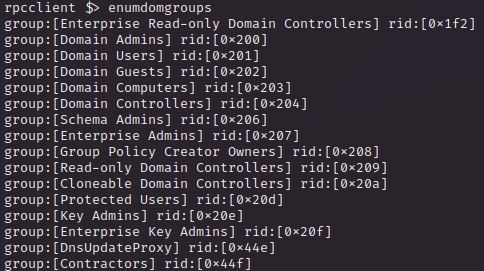 rpcclient $> enumdomgroups
group:[Enterprise Read-only Domain Controllers] rid:[0×1f2]
group:[Domain Admins] rid:[0×200]
group:[Domain Users] rid:[0×201]
group:[Domain Guests] rid:[0×202]
group:[Domain Computers] rid:[0×203]
group:[Domain Controllers] rid:[0×204]
group:[Schema Admins] rid:[0×206]
group:[Enterprise Admins] rid:[0×207]
group:[Group Policy Creator Owners] rid:[0×208]
group:[Read-only Domain Controllers] rid:[0×209]
group:[Cloneable Domain Controllers] rid:[0×20a]
group:[Protected Users] rid:[0×20d]
group:[Key Admins] rid:[0×20e]
group:[Enterprise Key Admins] rid:[0×20f]
group:[DnsUpdateProxy] rid:[0×44e]
group:[Contractors] rid:[0×44f]